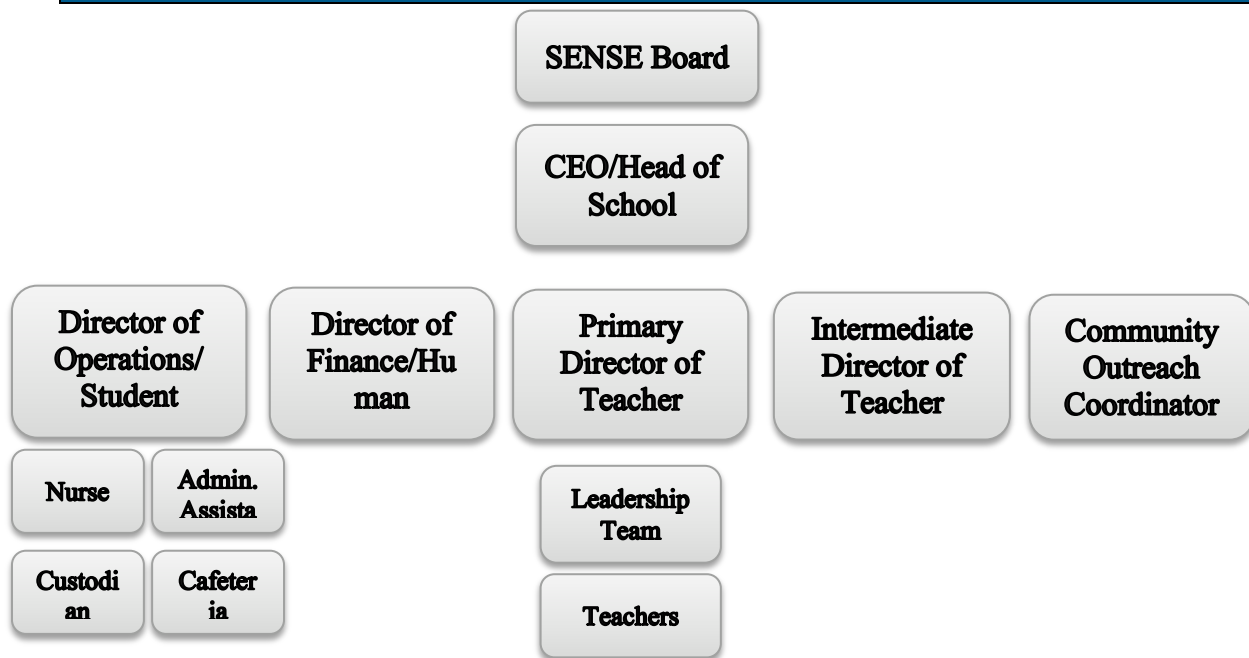 SENSE Board
CEO/Head of
School
Director of
Operations/
Student
Director of
Finance/Hu
man
Primary
Director of
Teacher
Intermediate
Director of
Teacher
Community
Outreach
Coordinator
Nurse
Admin.
Assista
Custodi
an
Cafeter
ia
Leadership
Team
Teachers